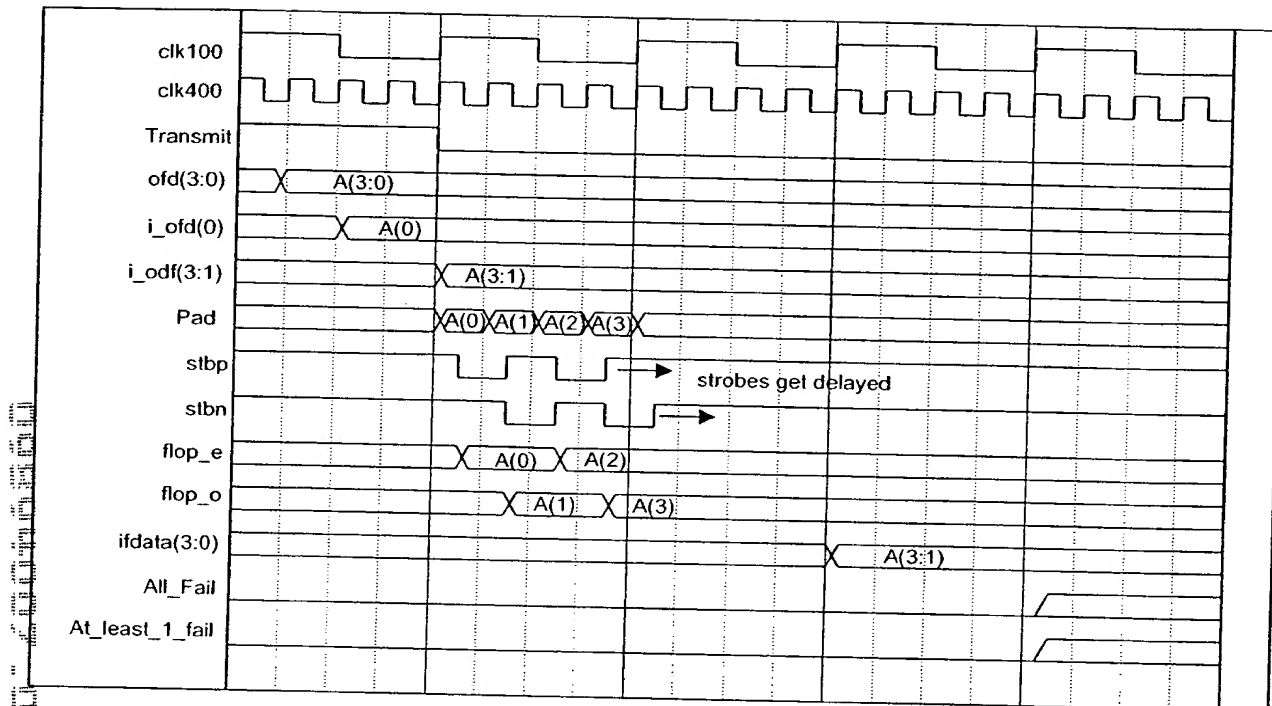 clk100
clk400
Transmit
ofd(3:0) A(3:0)
i_ofd(0) A(0)
i_odf(3:1) A(3:1)
Pad A(0) A(1) A(2) A(3)
stbp strobes get delayed
stbn
flop_e A(0) A(2)
flop_o A(1) A(3)
ifdata(3:0) A(3:1)
All_Fail
At_least_1_fail